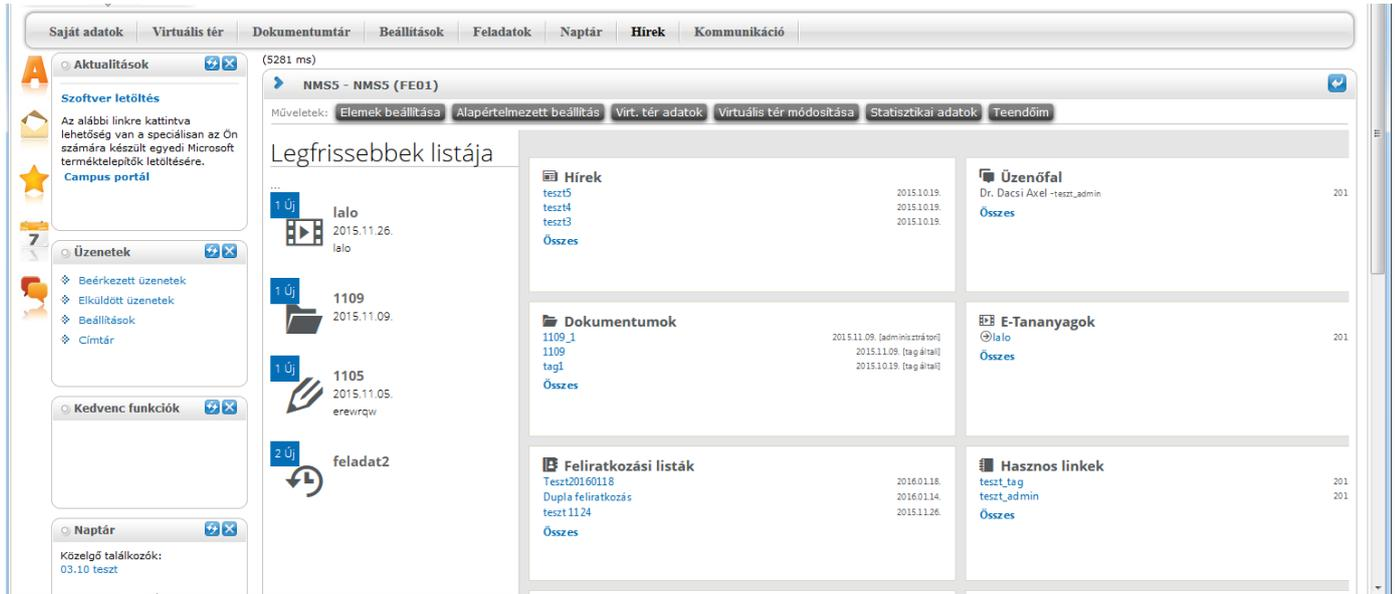 Saját adatok Virtuális tér Dokumentumtár Beállítások Feladatok Naptár Hírek Kommunikáció
Aktualitások
Szoftver letöltés
Az alábbi linkre kattintva
lehetőség van a speciálisan az Ön
számára készült egyedi Microsoft
terméktelepítők letöltésére.
Campus portál
7
Üzenetek
Beérkezett üzenetek
Elküldött üzenetek
Beállítások
Címtár
Kedvenc funkciók
Naptár
Közelgő találkozók:
03.10 teszt
(5281 ms)
NMS5 - NMS5 (FE01)
Műveletek: Elemek beállítása Alapértelmezett beállítás Virt. tér adatok Virtuális tér módosítása Statisztikai adatok Teendőim
Legfrissebbek listája
...
1 Új
lalo
2015.11.26.
lalo
1 Új
1109
2015.11.09.
1 Új
1105
2015.11.05.
erewrqw
2 Új
feladat2
Hírek
teszt5 2015.10.19.
teszt4 2015.10.19.
teszt3 2015.10.19.
Összes
Üzenőfal
Dr. Dacsi Axel -teszt_admin 201
Összes
Dokumentumok
1109_1 2015.11.09. [adminisztrátori]
1109 2015.11.09. [tag általi]
tag1 2015.10.19. [tag általi]
Összes
E-Tananyagok
lalo 201
Összes
Feliratkozási listák
Teszt20160118 2016.01.18.
Dupla feliratkozás 2016.01.14.
teszt 1124 2015.11.26.
Összes
Hasznos linkek
teszt_tag 201
teszt_admin 201
Összes